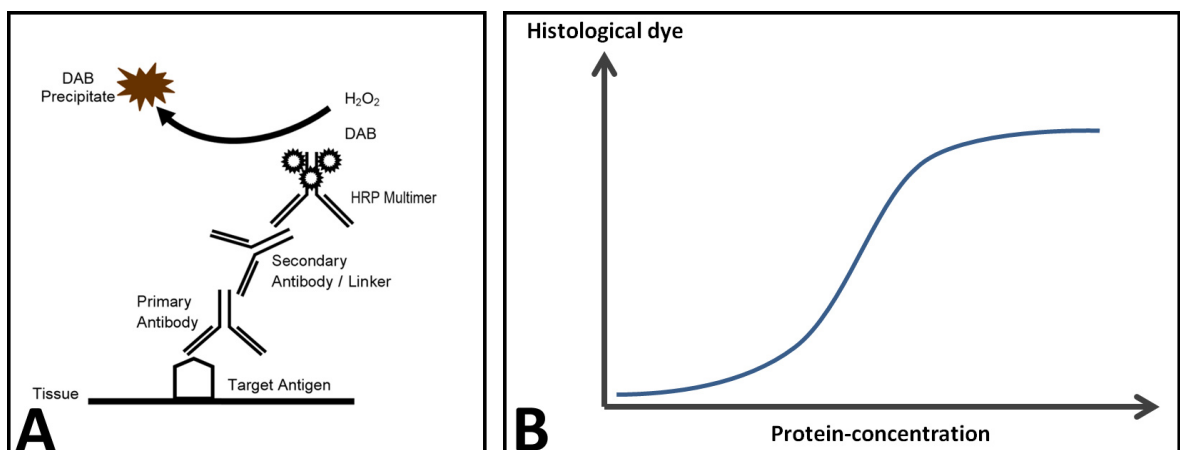 DAB
Precipitate
H₂O₂
DAB
HRP Multimer
Secondary
Antibody / Linker
Primary
Antibody
Target Antigen
Tissue
A
Histological dye
Protein-concentration
B